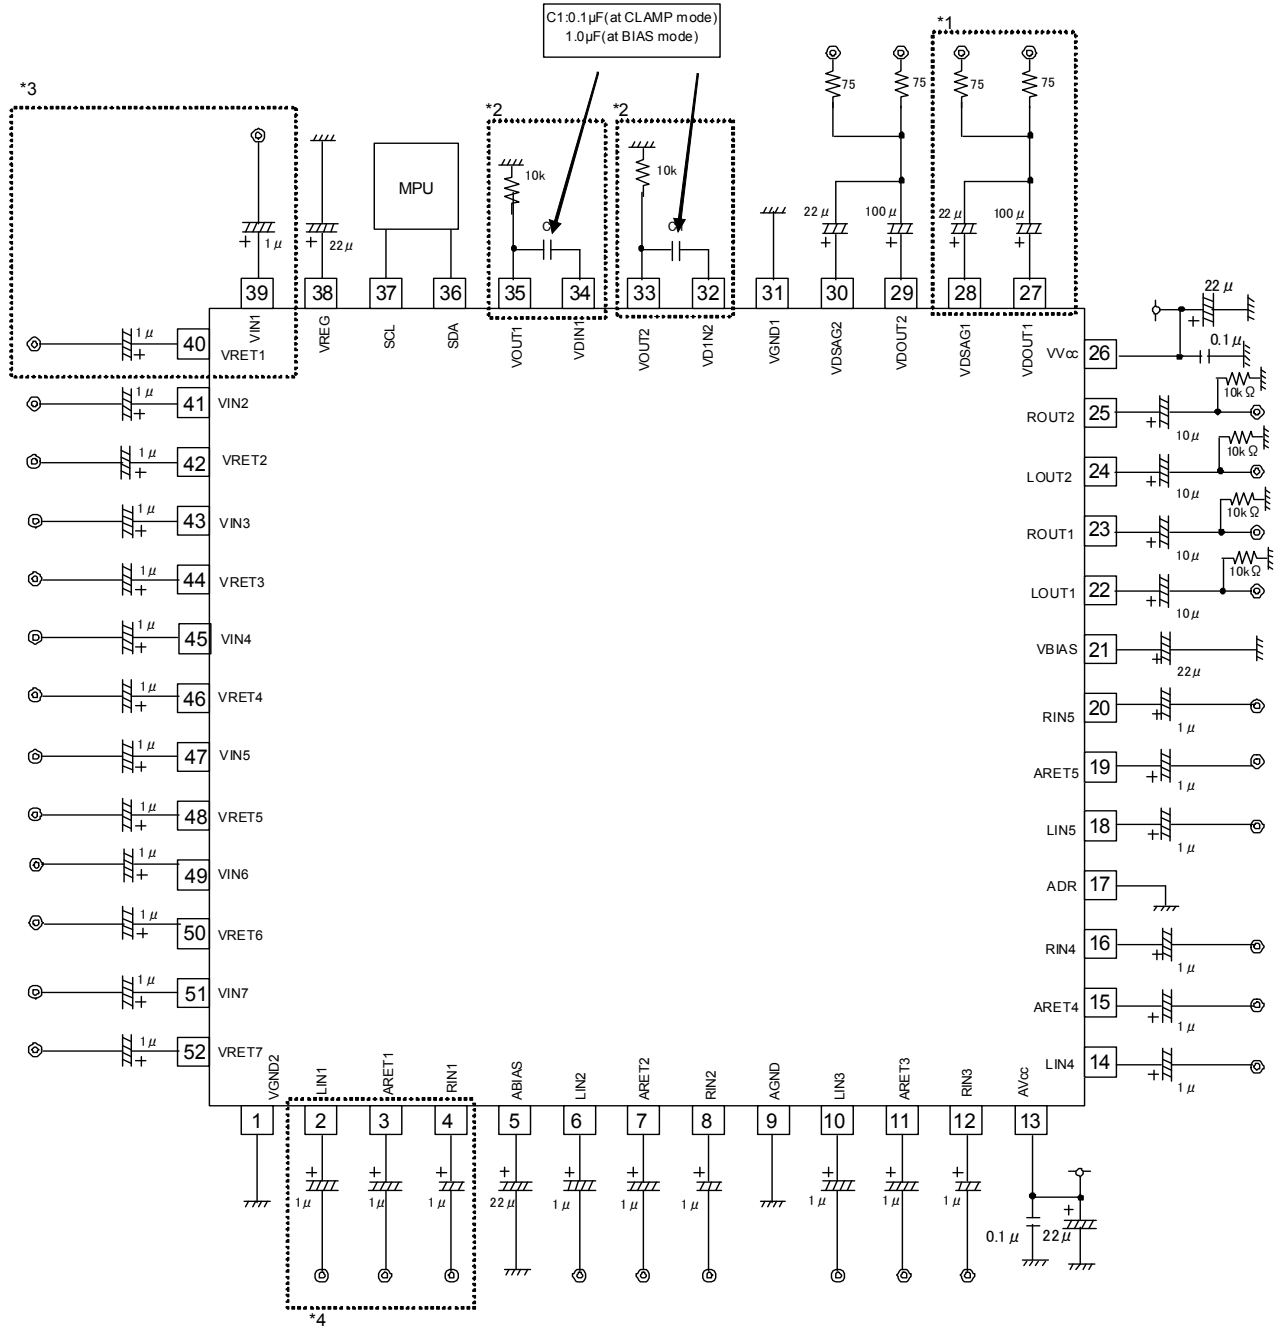 C1:0.1μF(at CLAMP mode)
1.0μF(at BIAS mode)
*1
*3
*2
*2
75
75
75
75
MPU
10k
10k
1μ
22μ
22μ
100μ
22μ
100μ
39
38
37
36
35
34
33
32
31
30
29
28
27
VIN1
VREG
SCL
SDA
VOUT1
VDIN1
VOUT2
VD1N2
VGND1
VDSAG2
VDOUT2
VDSAG1
VDOUT1
1μ
+
40
VRET1
1μ
+
41
VIN2
1μ
+
42
VRET2
1μ
+
43
VIN3
1μ
+
44
VRET3
1μ
+
45
VIN4
1μ
+
46
VRET4
1μ
+
47
VIN5
1μ
+
48
VRET5
1μ
+
49
VIN6
1μ
+
50
VRET6
1μ
+
51
VIN7
1μ
+
52
VRET7
22μ
+
0.1μ
VVcc
26
10kΩ
ROUT2
25
+
10μ
10kΩ
LOUT2
24
+
10μ
10kΩ
ROUT1
23
+
10μ
10kΩ
LOUT1
22
+
10μ
VBIAS
21
+
22μ
RIN5
20
+
1μ
ARET5
19
+
1μ
LIN5
18
+
1μ
ADR
17
RIN4
16
+
1μ
ARET4
15
+
1μ
LIN4
14
+
1μ
VGND2
LIN1
ARET1
RIN1
ABIAS
LIN2
ARET2
RIN2
AGND
LIN3
ARET3
RIN3
AVcc
1
2
3
4
5
6
7
8
9
10
11
12
13
+
+
+
+
+
+
+
+
+
+
+
1μ
1μ
1μ
22μ
1μ
1μ
1μ
1μ
1μ
1μ
0.1μ
22μ
*4